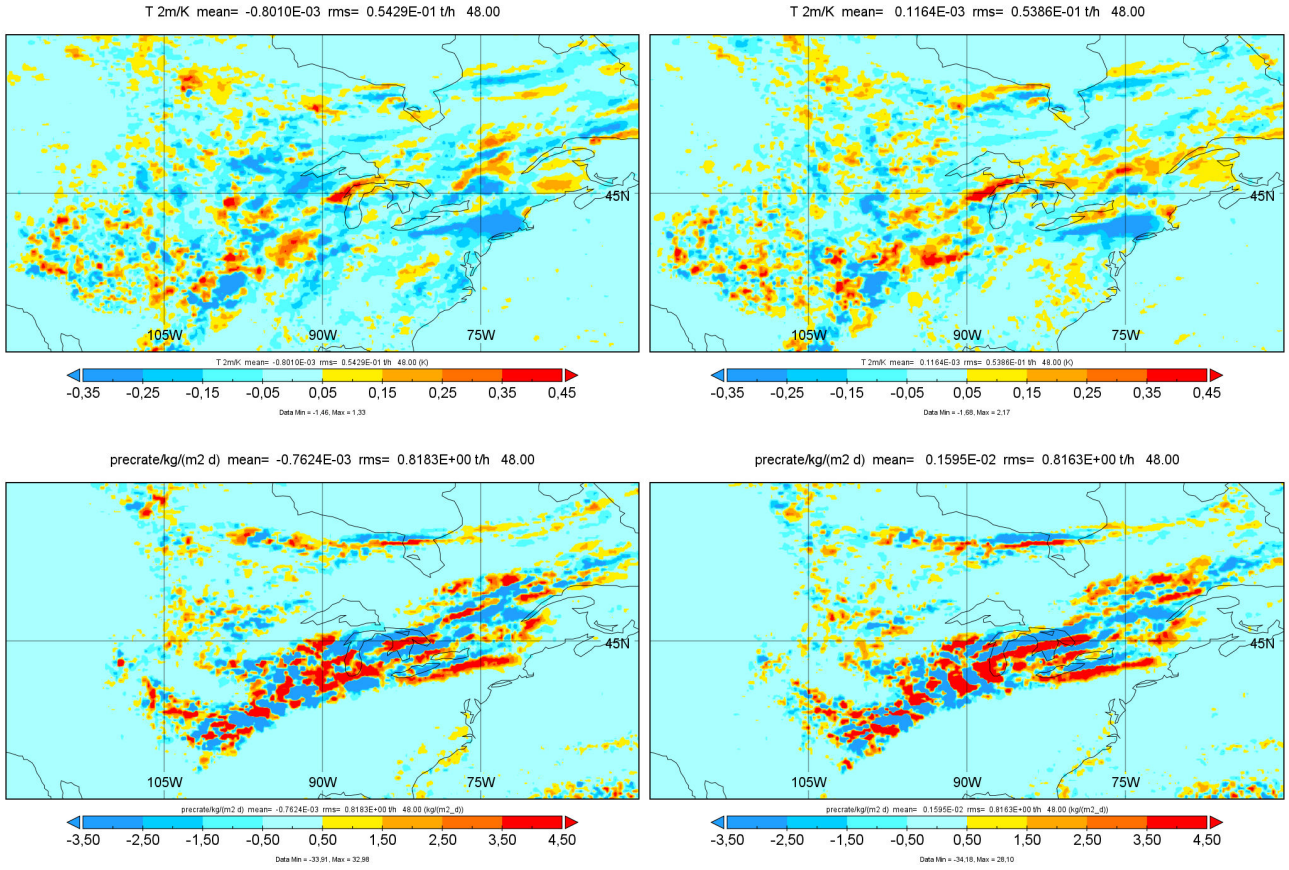 T 2m/K mean= -0.8010E-03 rms= 0.5429E-01 t/h 48.00
T 2m/K mean= 0.1164E-03 rms= 0.5386E-01 t/h 48.00
45N
45N
105W 90W 75W
105W 90W 75W
T 2m/K mean= -0.8010E-03 rms= 0.5429E-01 t/h 48.00 (K)
T 2m/K mean= 0.1164E-03 rms= 0.5386E-01 t/h 48.00 (K)
-0,35 -0,25 -0,15 -0,05 0,05 0,15 0,25 0,35 0,45
-0,35 -0,25 -0,15 -0,05 0,05 0,15 0,25 0,35 0,45
Data Min = -1,46, Max = 1,33
Data Min = -1,68, Max = 2,17
precrate/kg/(m2 d) mean= -0.7624E-03 rms= 0.8183E+00 t/h 48.00
precrate/kg/(m2 d) mean= 0.1595E-02 rms= 0.8163E+00 t/h 48.00
45N
45N
105W 90W 75W
105W 90W 75W
precrate/kg/(m2 d) mean= -0.7624E-03 rms= 0.8183E+00 t/h 48.00 (kg/(m2_d))
precrate/kg/(m2 d) mean= 0.1595E-02 rms= 0.8163E+00 t/h 48.00 (kg/(m2_d))
-3,50 -2,50 -1,50 -0,50 0,50 1,50 2,50 3,50 4,50
-3,50 -2,50 -1,50 -0,50 0,50 1,50 2,50 3,50 4,50
Data Min = -33,91, Max = 32,98
Data Min = -34,18, Max = 28,10